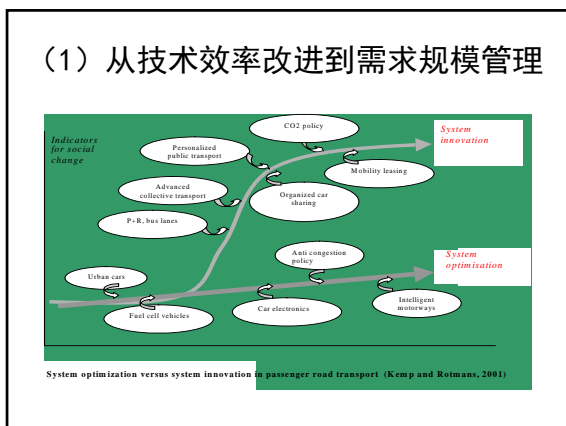 （1）从技术效率改进到需求规模管理
Indicators
for social
change
CO2 policy
System
innovation
Personalized
public transport
Mobility leasing
Advanced
collective transport
Organized car
sharing
P+R, bus lanes
Anti congestion
policy
System
optimisation
Urban cars
Fuel cell vehicles
Car electronics
Intelligent
motorways
System optimization versus system innovation in passenger road transport (Kemp and Rotmans, 2001)